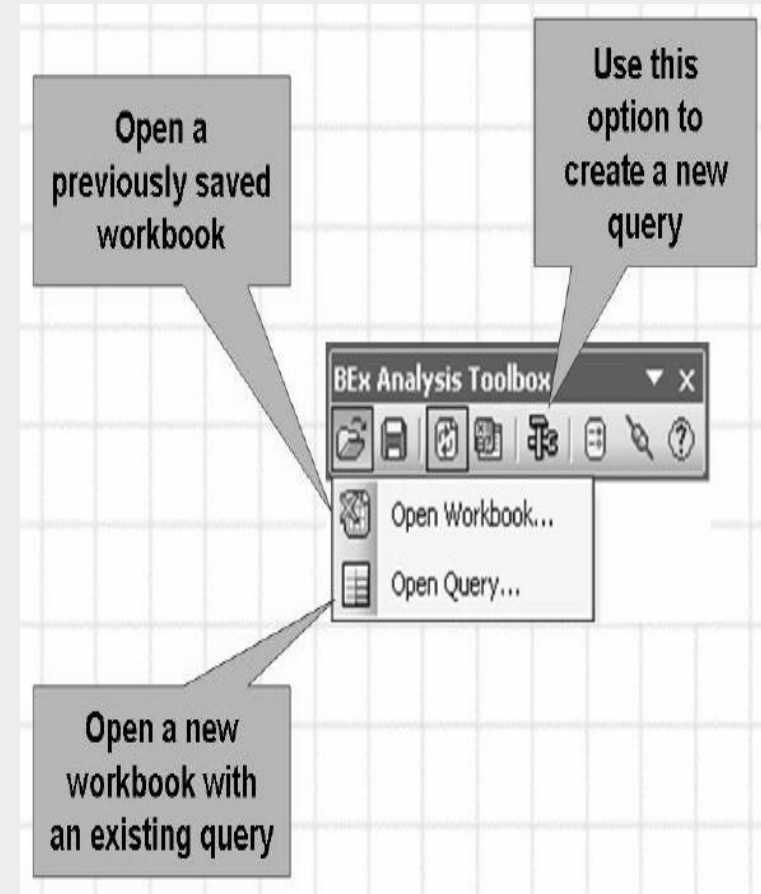 Open a
previously saved
workbook
Use this
option to
create a new
query
BEx Analysis Toolbox
Open Workbook...
Open Query...
Open a new
workbook with
an existing query